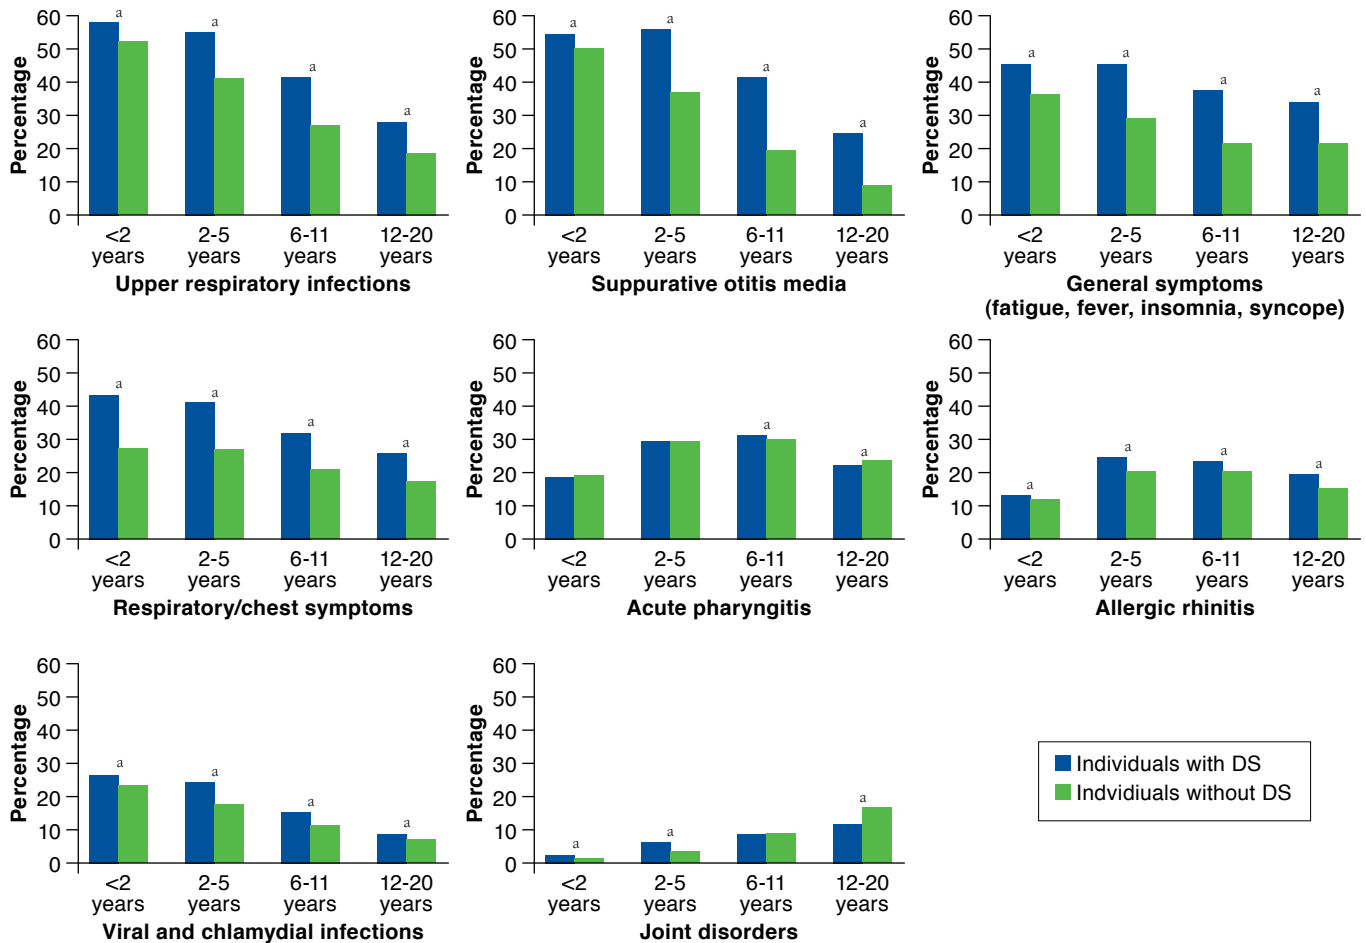 Percentage
60
50
40
30
20
10
0
a
a
a
a
<2 years
2-5 years
6-11 years
12-20 years
Upper respiratory infections
Percentage
60
50
40
30
20
10
0
a
a
a
a
<2 years
2-5 years
6-11 years
12-20 years
Suppurative otitis media
Percentage
60
50
40
30
20
10
0
a
a
a
a
<2 years
2-5 years
6-11 years
12-20 years
General symptoms
(fatigue, fever, insomnia, syncope)
Percentage
60
50
40
30
20
10
0
a
a
a
a
<2 years
2-5 years
6-11 years
12-20 years
Respiratory/chest symptoms
Percentage
60
50
40
30
20
10
0
a
a
<2 years
2-5 years
6-11 years
12-20 years
Acute pharyngitis
Percentage
60
50
40
30
20
10
0
a
a
a
a
<2 years
2-5 years
6-11 years
12-20 years
Allergic rhinitis
Percentage
60
50
40
30
20
10
0
a
a
a
a
<2 years
2-5 years
6-11 years
12-20 years
Viral and chlamydial infections
Percentage
60
50
40
30
20
10
0
a
a
a
<2 years
2-5 years
6-11 years
12-20 years
Joint disorders
Individuals with DS
Indviduals without DS